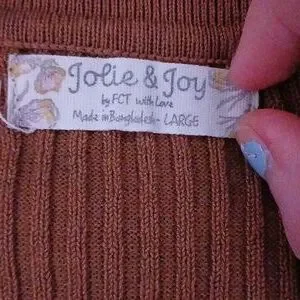 Jolie & Joy
by FCT with Love
Made in Bangladesh - LARGE